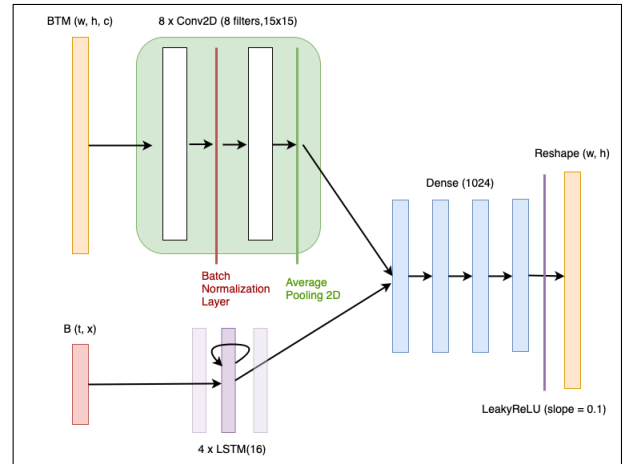 BTM (w, h, c)
8 x Conv2D (8 filters,15x15)
Reshape (w, h)
Dense (1024)
Batch
Normalization
Layer
Average
Pooling 2D
B (t, x)
LeakyReLU (slope = 0.1)
4 x LSTM(16)